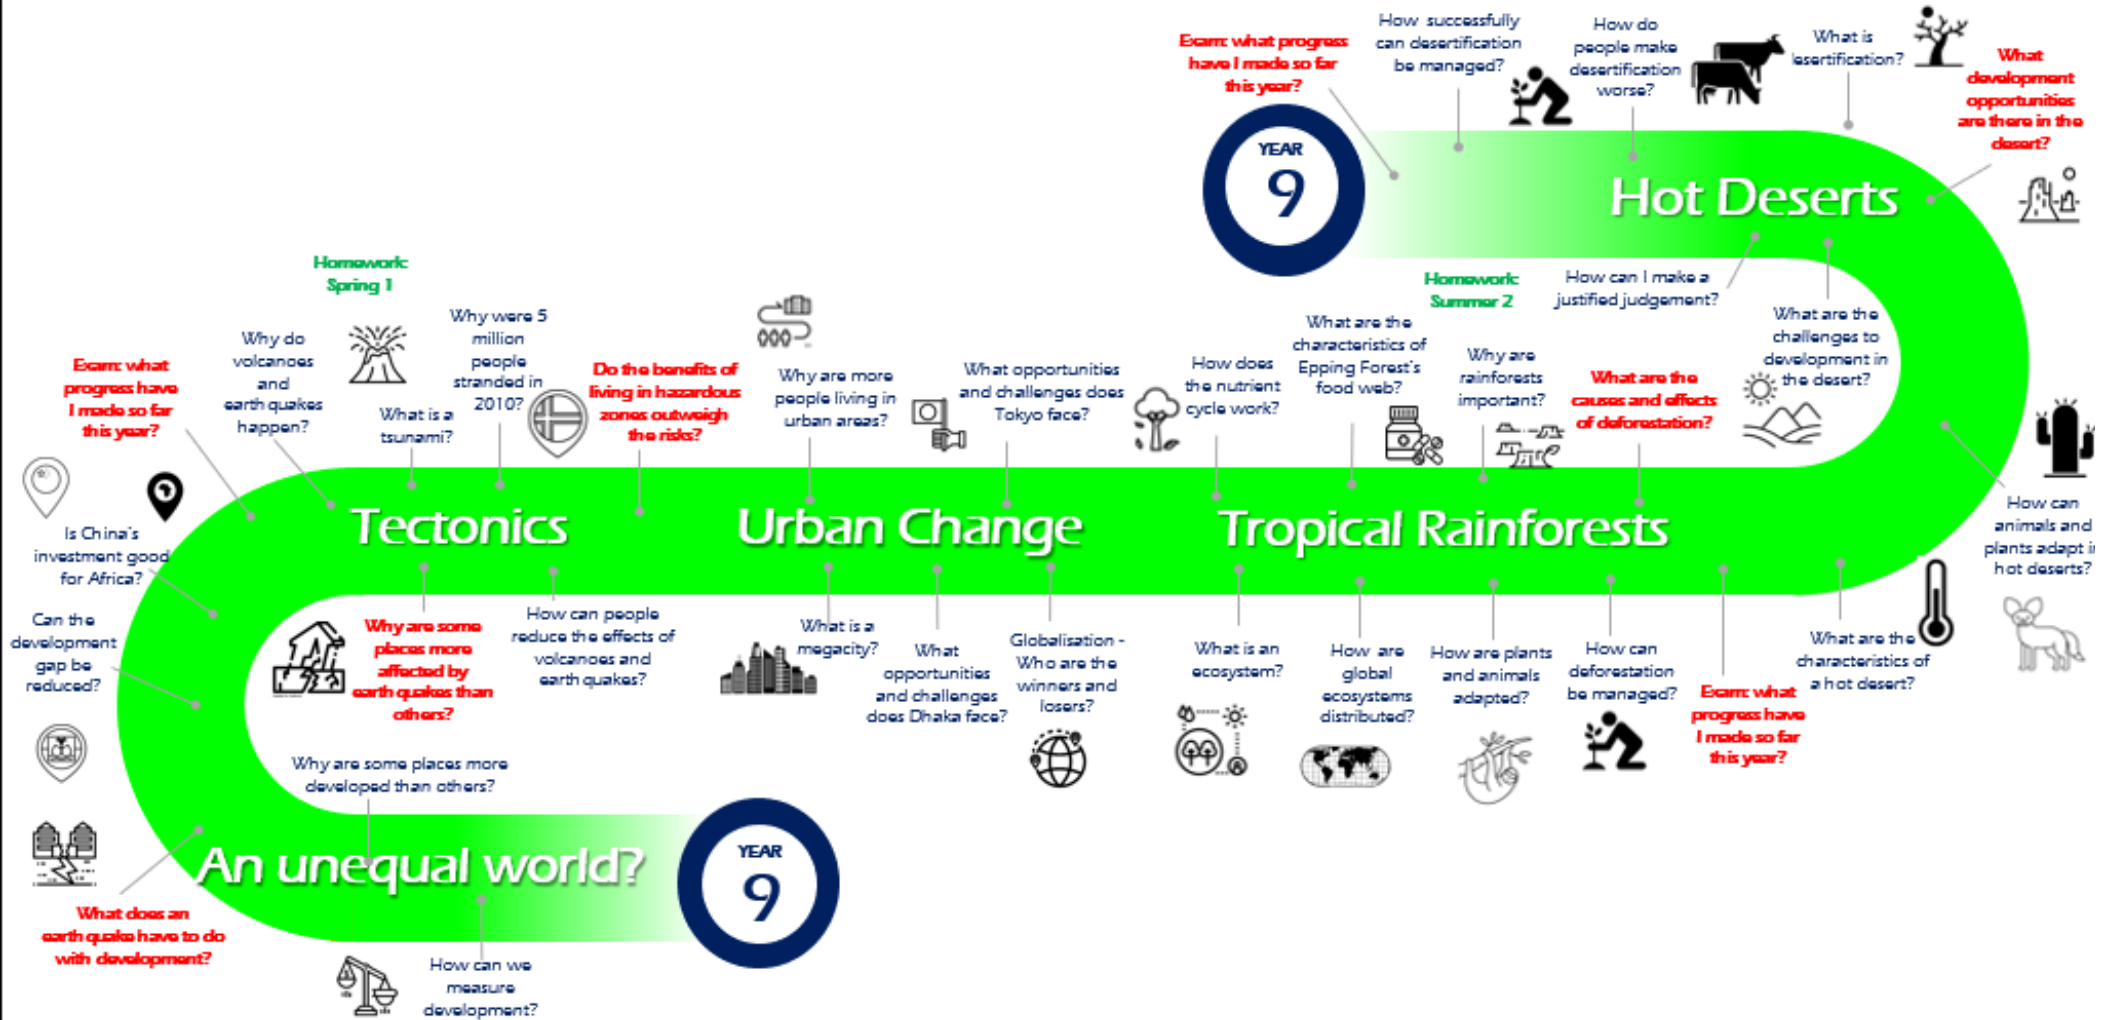 Exam: what progress
have I made so far
this year?
How successfully
can desertification
be managed?
How do
people make
desertification
worse?
What is
lesertification?
What
development
opportunities
are there in the
desert?
YEAR
9
Hot Deserts
Homework:
Summer 2
How can I make a
justified judgement?
What are the
challenges to
development in
the desert?
How can
animals and
plants adapt in
hot deserts?
What are the
characteristics of
a hot desert?
Exam: what
progress have
I made so far
this year?
Tropical Rainforests
How does
the nutrient
cycle work?
What are the
characteristics of
Epping Forest's
food web?
Why are
rainforests
important?
What are the
causes and effects
of deforestation?
What is an
ecosystem?
How are
global
ecosystems
distributed?
How are plants
and animals
adapted?
How can
deforestation
be managed?
Urban Change
Why are more
people living in
urban areas?
What opportunities
and challenges does
Tokyo face?
What is a
megacity?
What
opportunities
and challenges
does Dhaka face?
Globalisation -
Who are the
winners and
losers?
Tectonics
Homework:
Spring 1
Exam: what
progress have
I made so far
this year?
Why do
volcanoes
and
earthquakes
happen?
What is a
tsunami?
Why were 5
million
people
stranded in
2010?
Do the benefits of
living in hazardous
zones outweigh
the risks?
Why are some
places more
affected by
earthquakes than
others?
How can people
reduce the effects of
volcanoes and
earthquakes?
Is China's
investment good
for Africa?
Can the
development
gap be
reduced?
What does an
earthquake have to do
with development?
Why are some places more
developed than others?
An unequal world?
YEAR
9
How can we
measure
development?